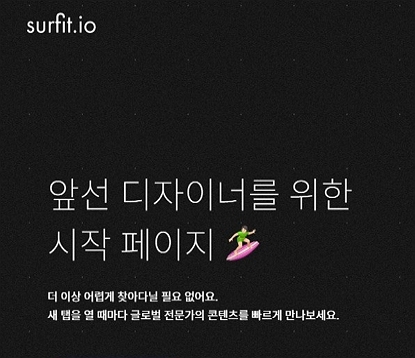 surfit.io
앞선 디자이너를 위한
시작 페이지
더 이상 어렵게 찾아다닐 필요 없어요.
새 탭을 열 때마다 글로벌 전문가의 콘텐츠를 빠르게 만나보세요.